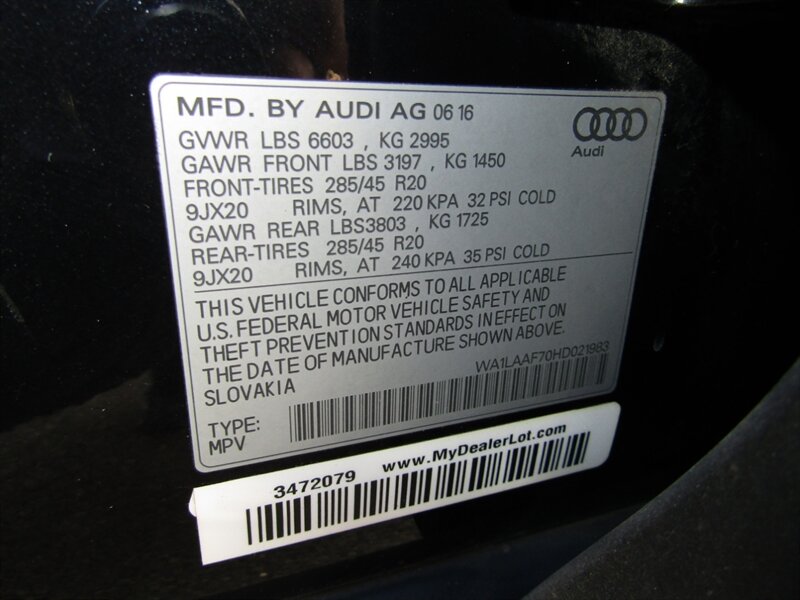 MFD. BY AUDI AG 06 16
Audi
GVWR LBS 6603 , KG 2995
GAWR FRONT LBS 3197 , KG 1450
FRONT-TIRES 285/45 R20
9JX20 RIMS, AT 220 KPA 32 PSI COLD
GAWR REAR LBS3803 , KG 1725
REAR-TIRES 285/45 R20
9JX20 RIMS, AT 240 KPA 35 PSI COLD
THIS VEHICLE CONFORMS TO ALL APPLICABLE
U.S. FEDERAL MOTOR VEHICLE SAFETY AND
THEFT PREVENTION STANDARDS IN EFFECT ON
THE DATE OF MANUFACTURE SHOWN ABOVE.
SLOVAKIA WA1LAAF70HD021983
TYPE:
MPV
3472079 www.MyDealerLot.com